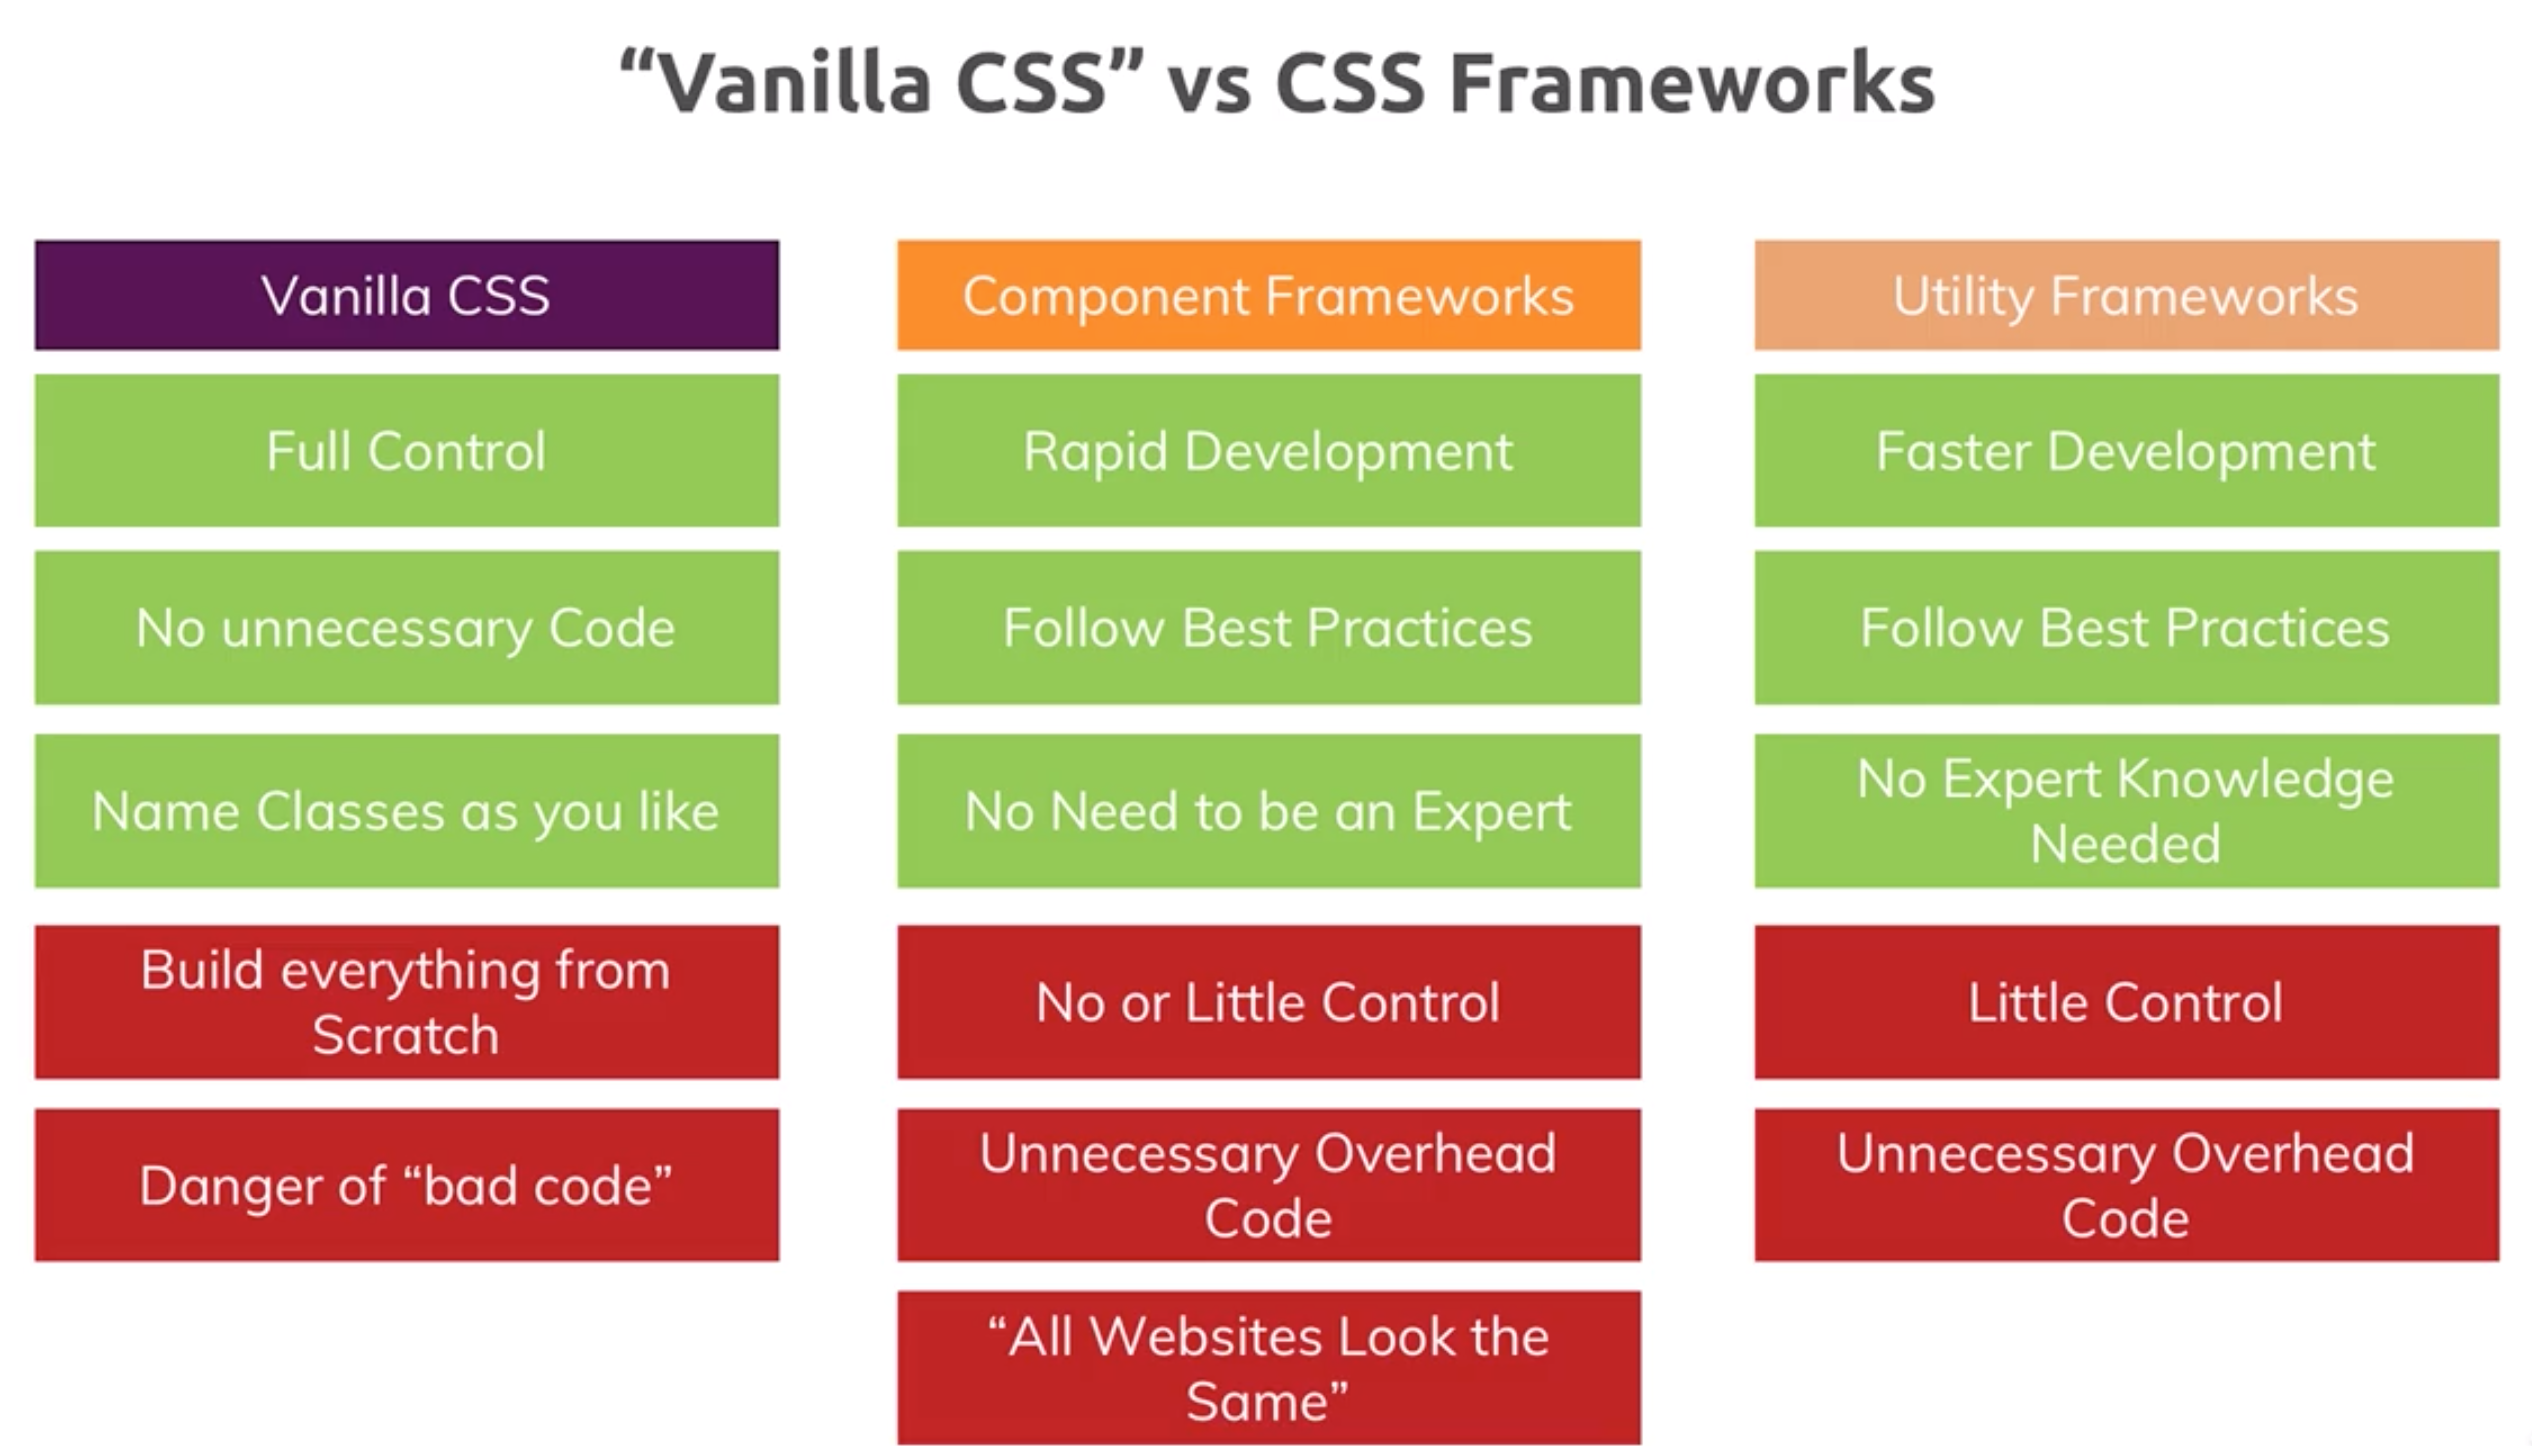 “Vanilla CSS” vs CSS Frameworks
Vanilla CSS
Full Control
No unnecessary Code
Name Classes as you like
Build everything from
Scratch
Danger of “bad code”
Component Frameworks
Rapid Development
Follow Best Practices
No Need to be an Expert
No or Little Control
Unnecessary Overhead
Code
“All Websites Look the
Same”
Utility Frameworks
Faster Development
Follow Best Practices
No Expert Knowledge
Needed
Little Control
Unnecessary Overhead
Code